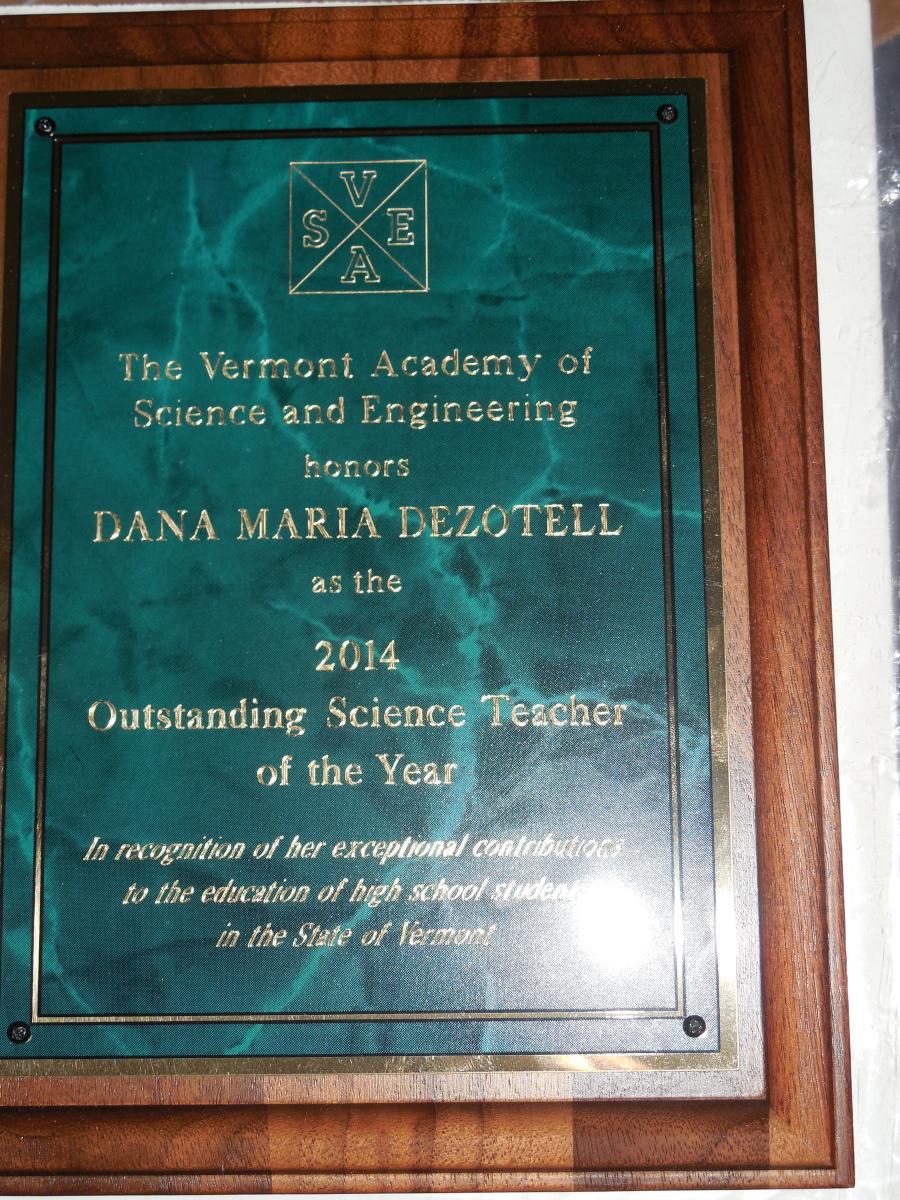 V
S E
A
The Vermont Academy of
Science and Engineering
honors
DANA MARIA DEZOTELL
as the
2014
Outstanding Science Teacher
of the Year
In recognition of her exceptional contributions
to the education of high school students
in the State of Vermont